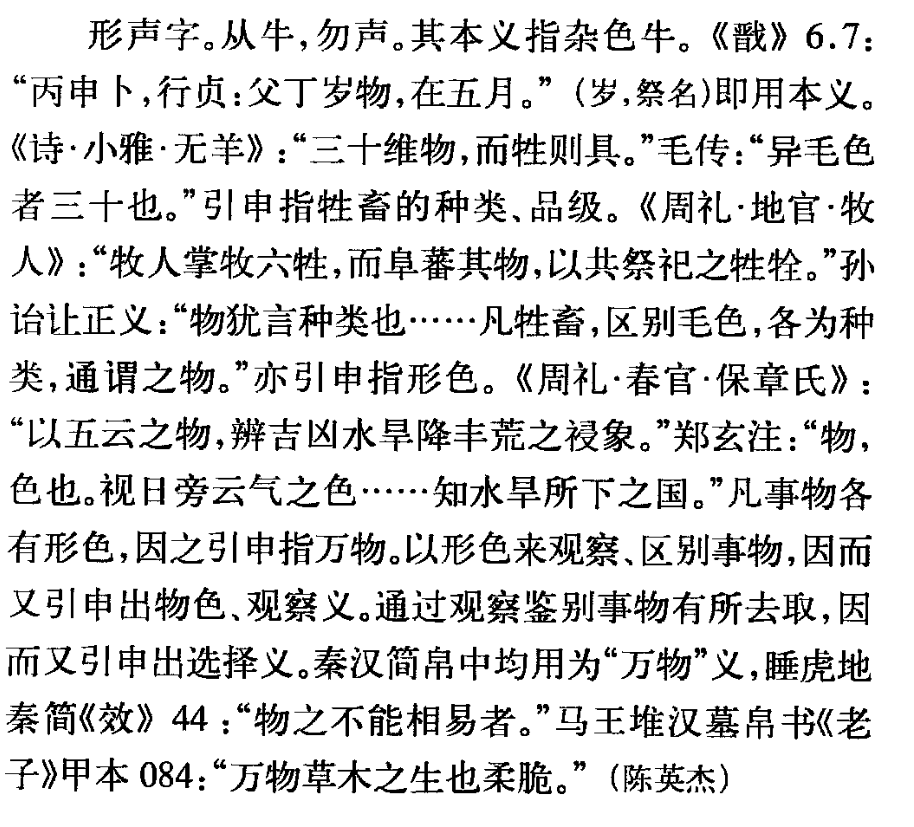 形声字。从牛,勿声。其本义指杂色牛。《戬》6.7:
“丙申卜,行贞:父丁岁物,在五月。”(岁,祭名)即用本义。
《诗·小雅·无羊》:“三十维物,而牲则具。”毛传:“异毛色
者三十也。”引申指牲畜的种类、品级。《周礼·地官·牧
人》:“牧人掌牧六牲,而阜蕃其物,以共祭祀之牲牷。”孙
诒让正义:“物犹言种类也……凡牲畜,区别毛色,各为种
类,通谓之物。”亦引申指形色。《周礼·春官·保章氏》:
“以五云之物,辨吉凶水旱降丰荒之祲象。”郑玄注:“物,
色也。视日旁云气之色……知水旱所下之国。”凡事物各
有形色,因之引申指万物。以形色来观察、区别事物,因而
又引申出物色、观察义。通过观察鉴别事物有所去取,因
而又引申出选择义。秦汉简帛中均用为“万物”义,睡虎地
秦简《效》44:“物之不能相易者。”马王堆汉墓帛书《老
子》甲本084:“万物草木之生也柔脆。”(陈英杰)